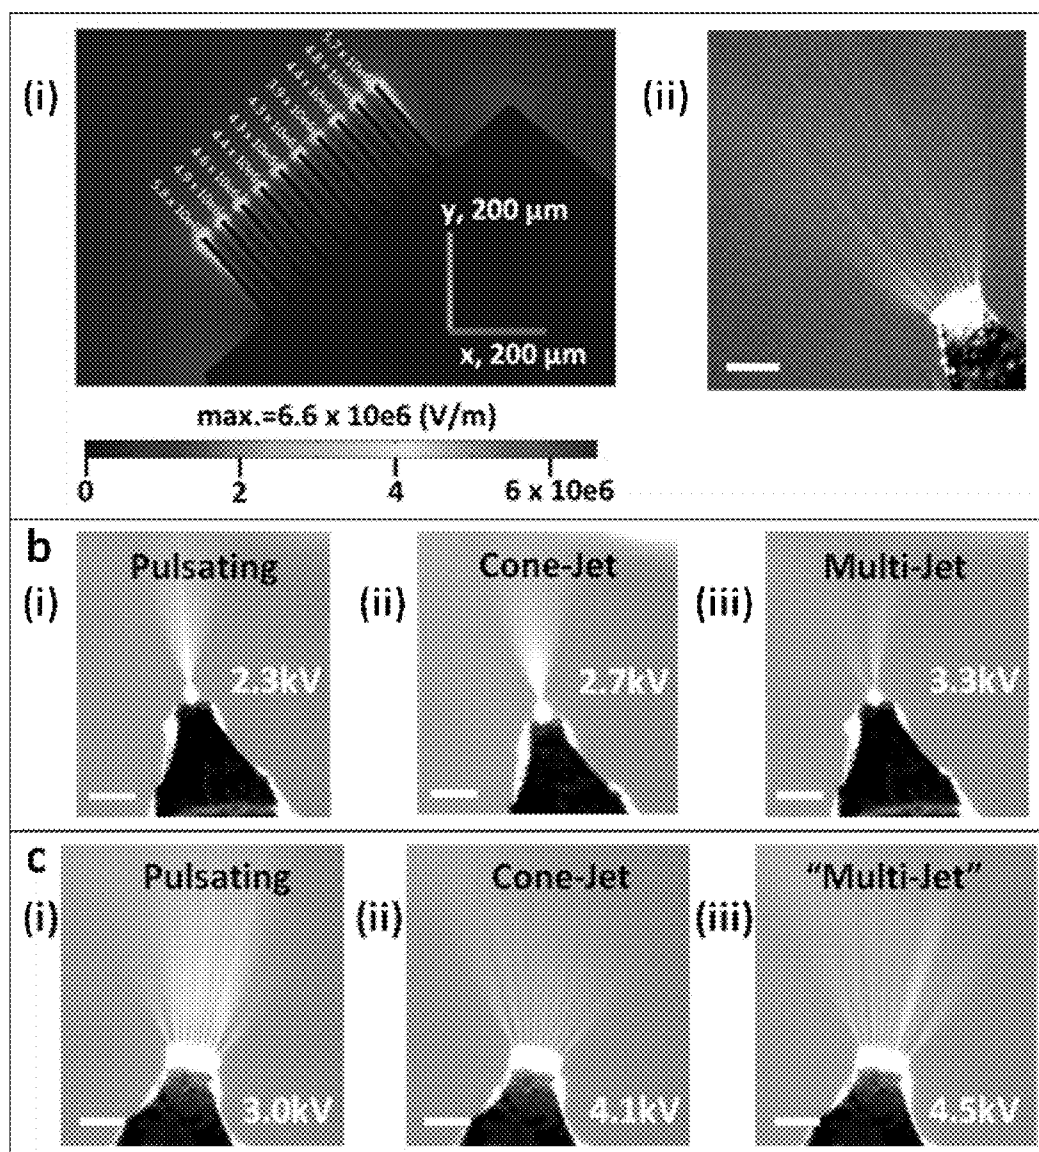 (i)
(ii)
y, 200 µm
x, 200 µm
max.=6.6 x 10e6 (V/m)
0 2 4 6 x 10e6
b
Pulsating
Cone-Jet
Multi-Jet
(i)
(ii)
(iii)
2.3kV
2.7kV
3.3kV
c
Pulsating
Cone-Jet
“Multi-Jet”
(i)
(ii)
(iii)
3.0kV
4.1kV
4.5kV